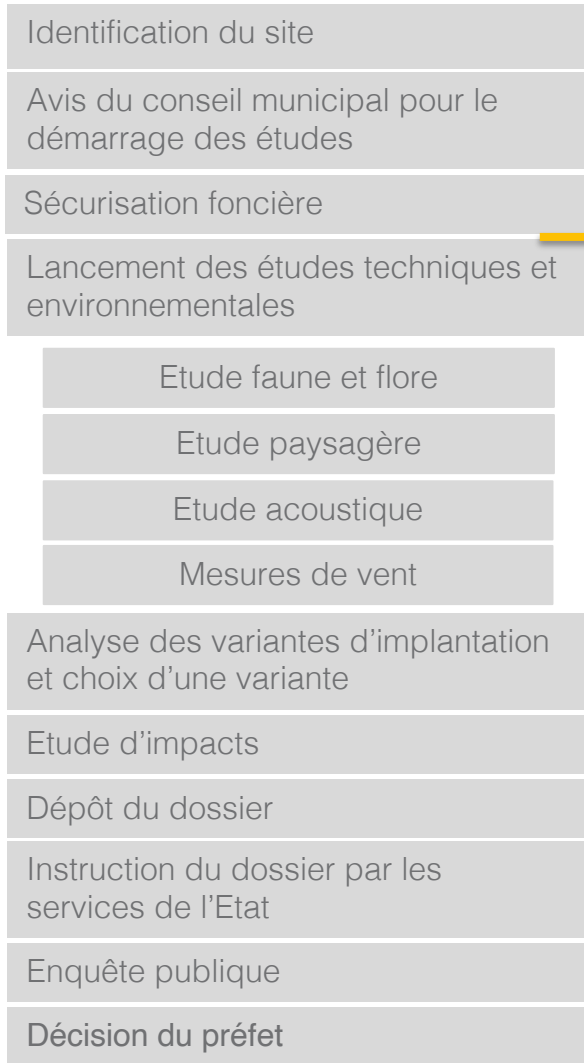 Identification du site
Avis du conseil municipal pour le
démarrage des études
Sécurisation foncière
Lancement des études techniques et
environnementales
Etude faune et flore
Etude paysagère
Etude acoustique
Mesures de vent
Analyse des variantes d’implantation
et choix d’une variante
Etude d’impacts
Dépôt du dossier
Instruction du dossier par les
services de l’Etat
Enquête publique
Décision du préfet